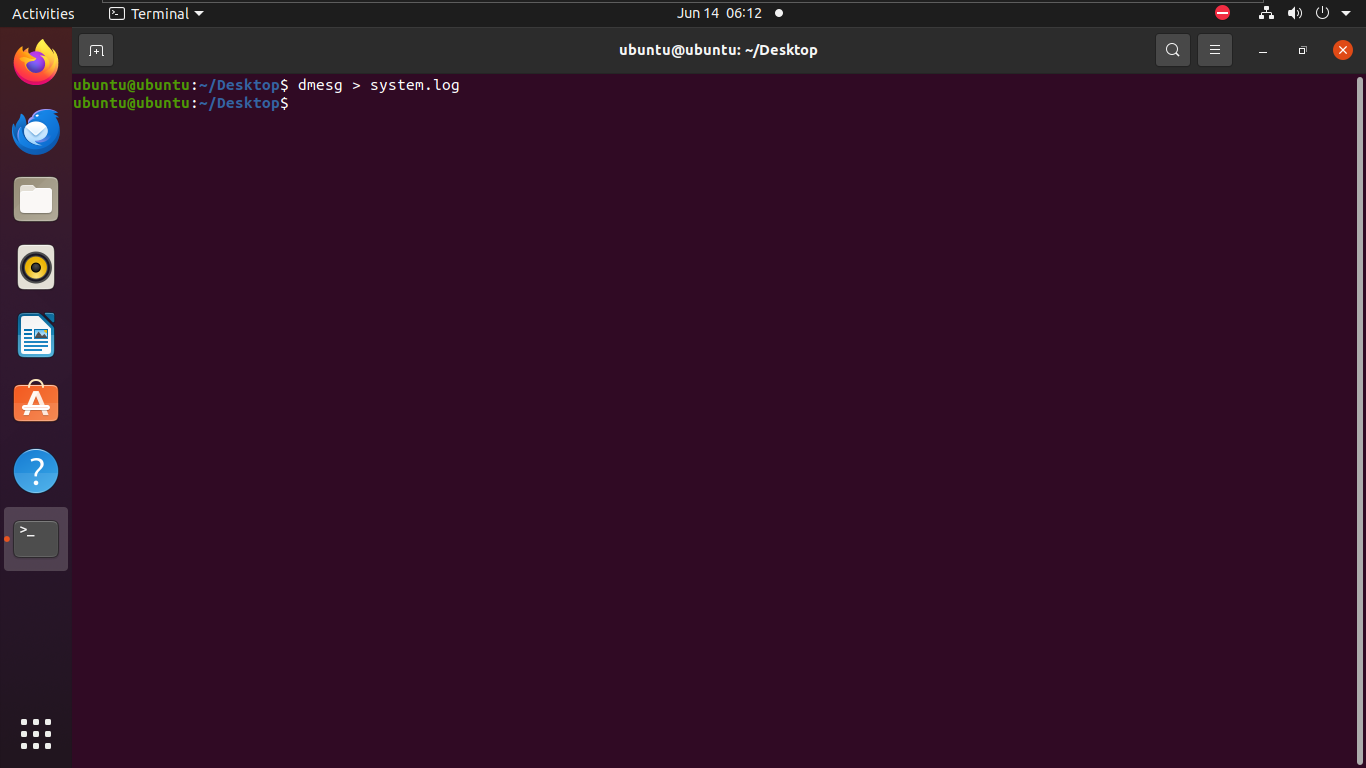 Activities
Terminal
Jun 14 06:12
ubuntu@ubuntu: ~/Desktop
ubuntu@ubuntu:~/Desktop$ dmesg > system.log
ubuntu@ubuntu:~/Desktop$